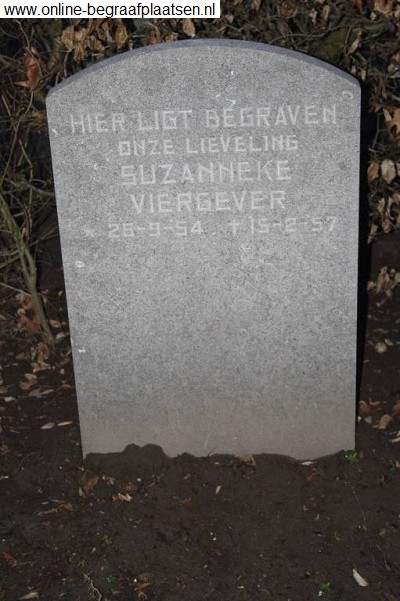 www.online-begraafplaatsen.nl
HIER LIGT BEGRAVEN
ONZE LIEVELING
SUZANNEKE
VIERGEVER
* 26-9-54 † 15-2-57